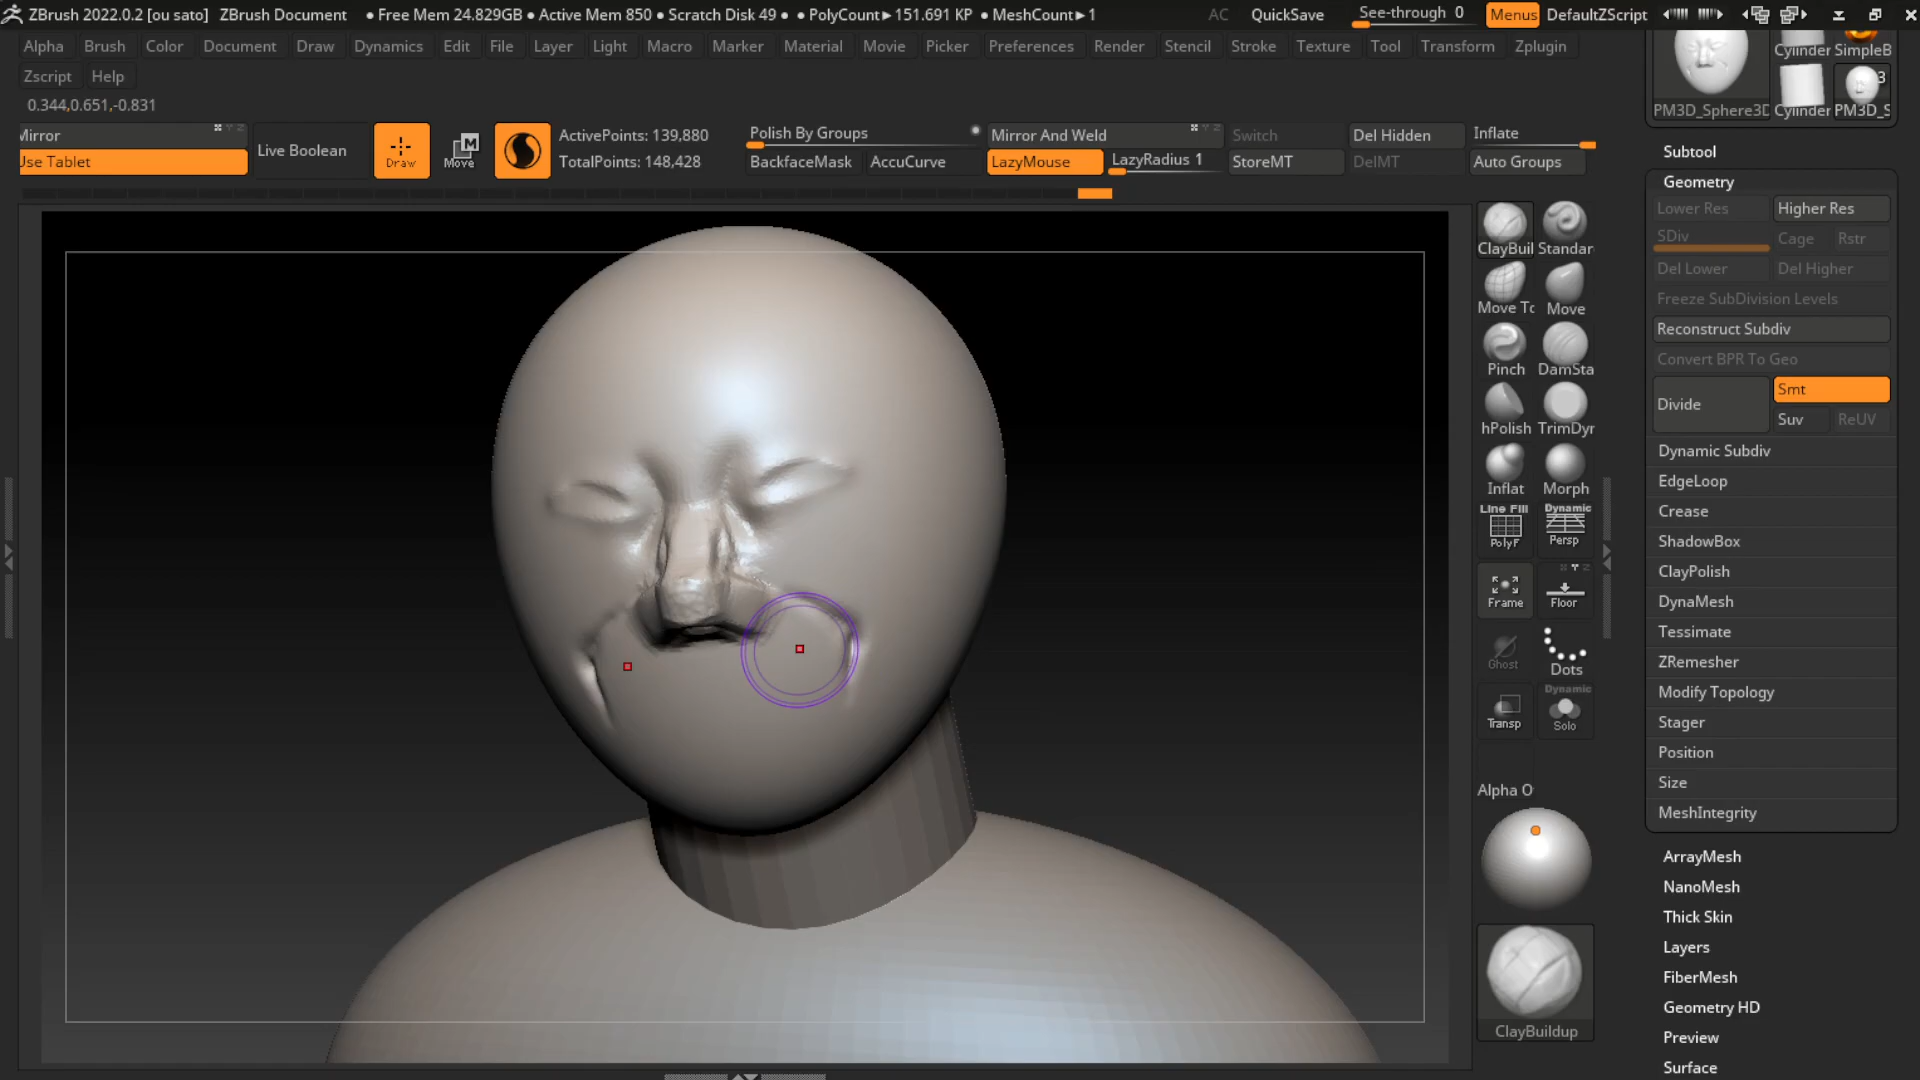 ZBrush 2022.0.2 [ou sato] ZBrush Document • Free Mem 24.829GB • Active Mem 850 • Scratch Disk 49 • • PolyCount▸ 151.691 KP • MeshCount▸ 1 AC QuickSave See-through 0 Menus DefaultZScript
Alpha Brush Color Document Draw Dynamics Edit File Layer Light Macro Marker Material Movie Picker Preferences Render Stencil Stroke Texture Tool Transform Zplugin
Zscript Help
0.344,0.651,-0.831
Mirror
Use Tablet
Live Boolean
Draw
Move
M
ActivePoints: 139,880
TotalPoints: 148,428
Polish By Groups
BackfaceMask AccuCurve
Mirror And Weld
LazyMouse LazyRadius 1
Switch
StoreMT
Del Hidden
DelMT
Inflate
Auto Groups
ClayBuil Standar
Move To Move
Pinch DamSta
hPolish TrimDyr
Inflat Morph
Line Fill Dynamic
PolyF Persp
Frame Floor
Ghost Dots
Dynamic
Transp Solo
Alpha O
ClayBuildup
Cylinder SimpleB
3
PM3D_Sphere3D Cylinder PM3D_S
Subtool
Geometry
Lower Res Higher Res
SDiv Cage Rstr
Del Lower Del Higher
Freeze SubDivision Levels
Reconstruct Subdiv
Convert BPR To Geo
Divide Smt
Suv ReUV
Dynamic Subdiv
EdgeLoop
Crease
ShadowBox
ClayPolish
DynaMesh
Tessimate
ZRemesher
Modify Topology
Stager
Position
Size
MeshIntegrity
ArrayMesh
NanoMesh
Thick Skin
Layers
FiberMesh
Geometry HD
Preview
Surface